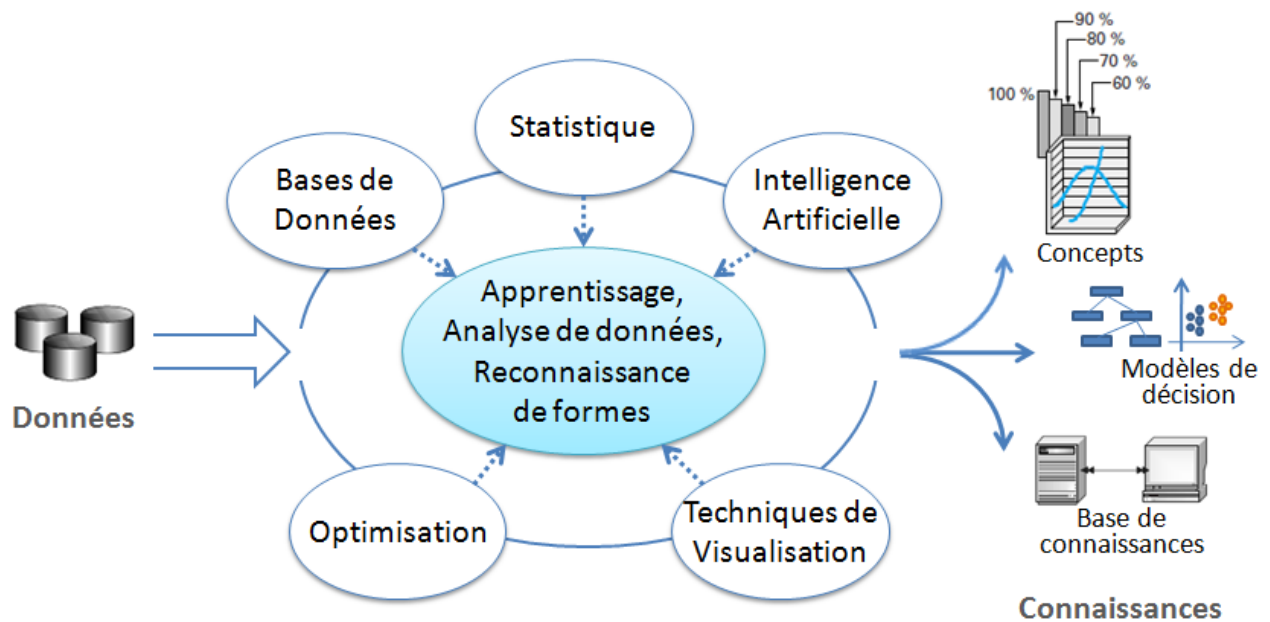 90 %
80 %
70 %
60 %
100 %
Concepts
Statistique
Bases de
Données
Intelligence
Artificielle
Apprentissage,
Analyse de données,
Reconnaissance
de formes
Données
Modèles de
décision
Optimisation
Techniques de
Visualisation
Base de
connaissances
Connaissances